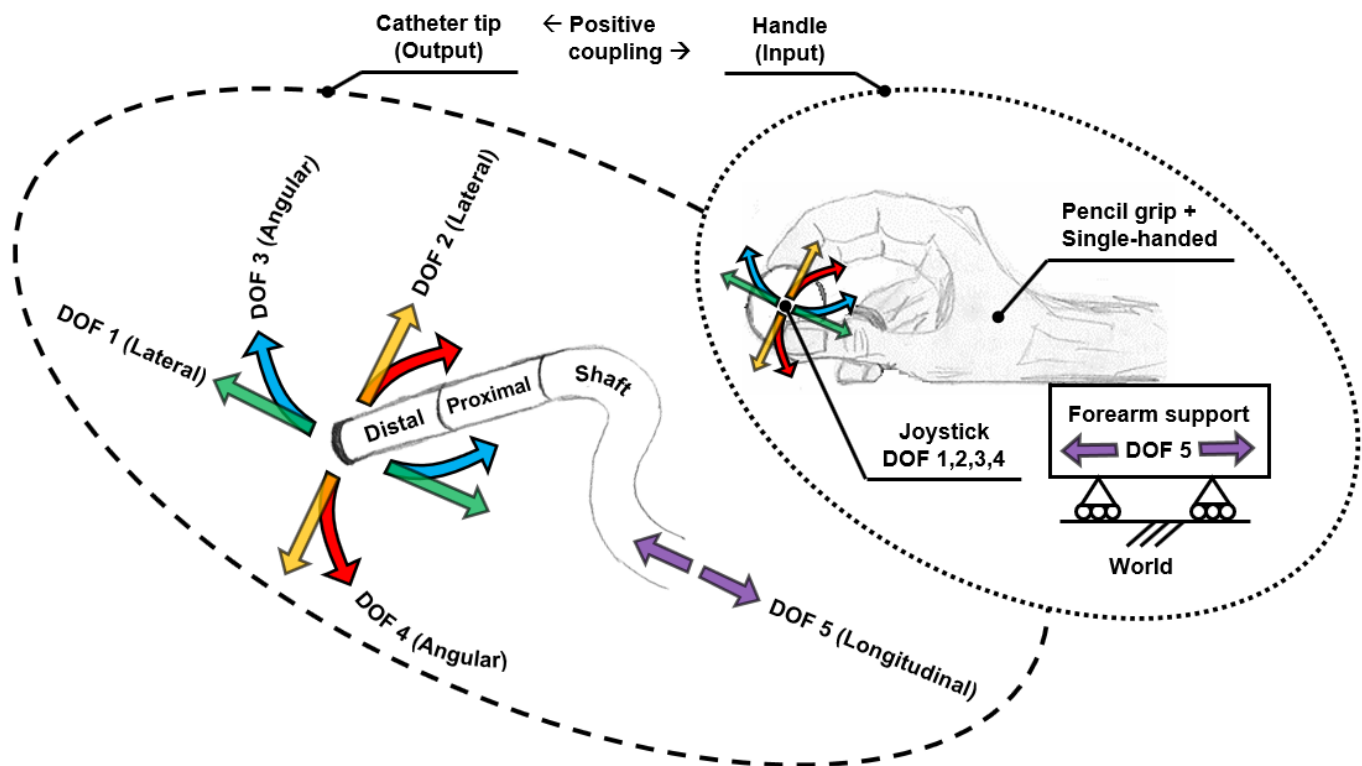 Catheter tip
(Output)
← Positive
coupling →
Handle
(Input)
DOF 1 (Lateral)
DOF 3 (Angular)
DOF 2 (Lateral)
Distal
Proximal
Shaft
DOF 4 (Angular)
DOF 5 (Longitudinal)
Pencil grip +
Single-handed
Joystick
DOF 1,2,3,4
Forearm support
DOF 5
World